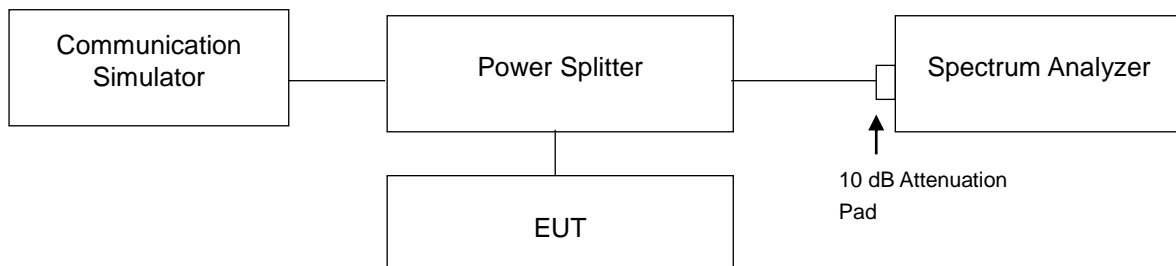 Communication
Simulator
Power Splitter
Spectrum Analyzer
10 dB Attenuation
Pad
EUT